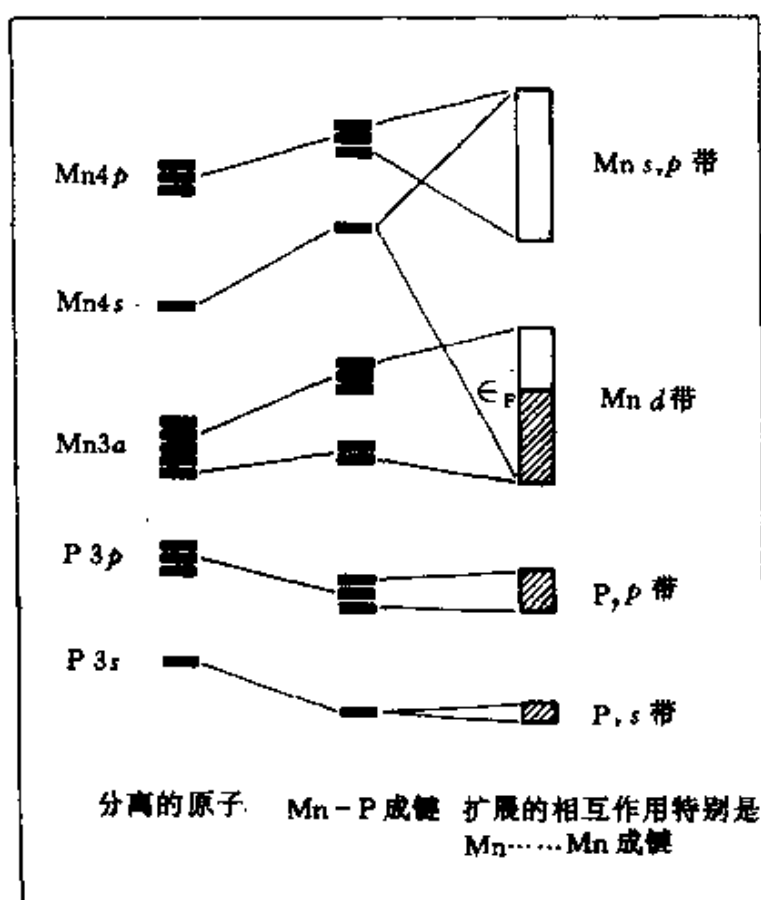 Mn4p
Mn s,p 带
Mn4s
∈F
Mn d带
Mn3a
P 3p
P,p 带
P 3s
P,s 带
分离的原子 Mn-P 成键 扩展的相互作用特别是
Mn……Mn 成键